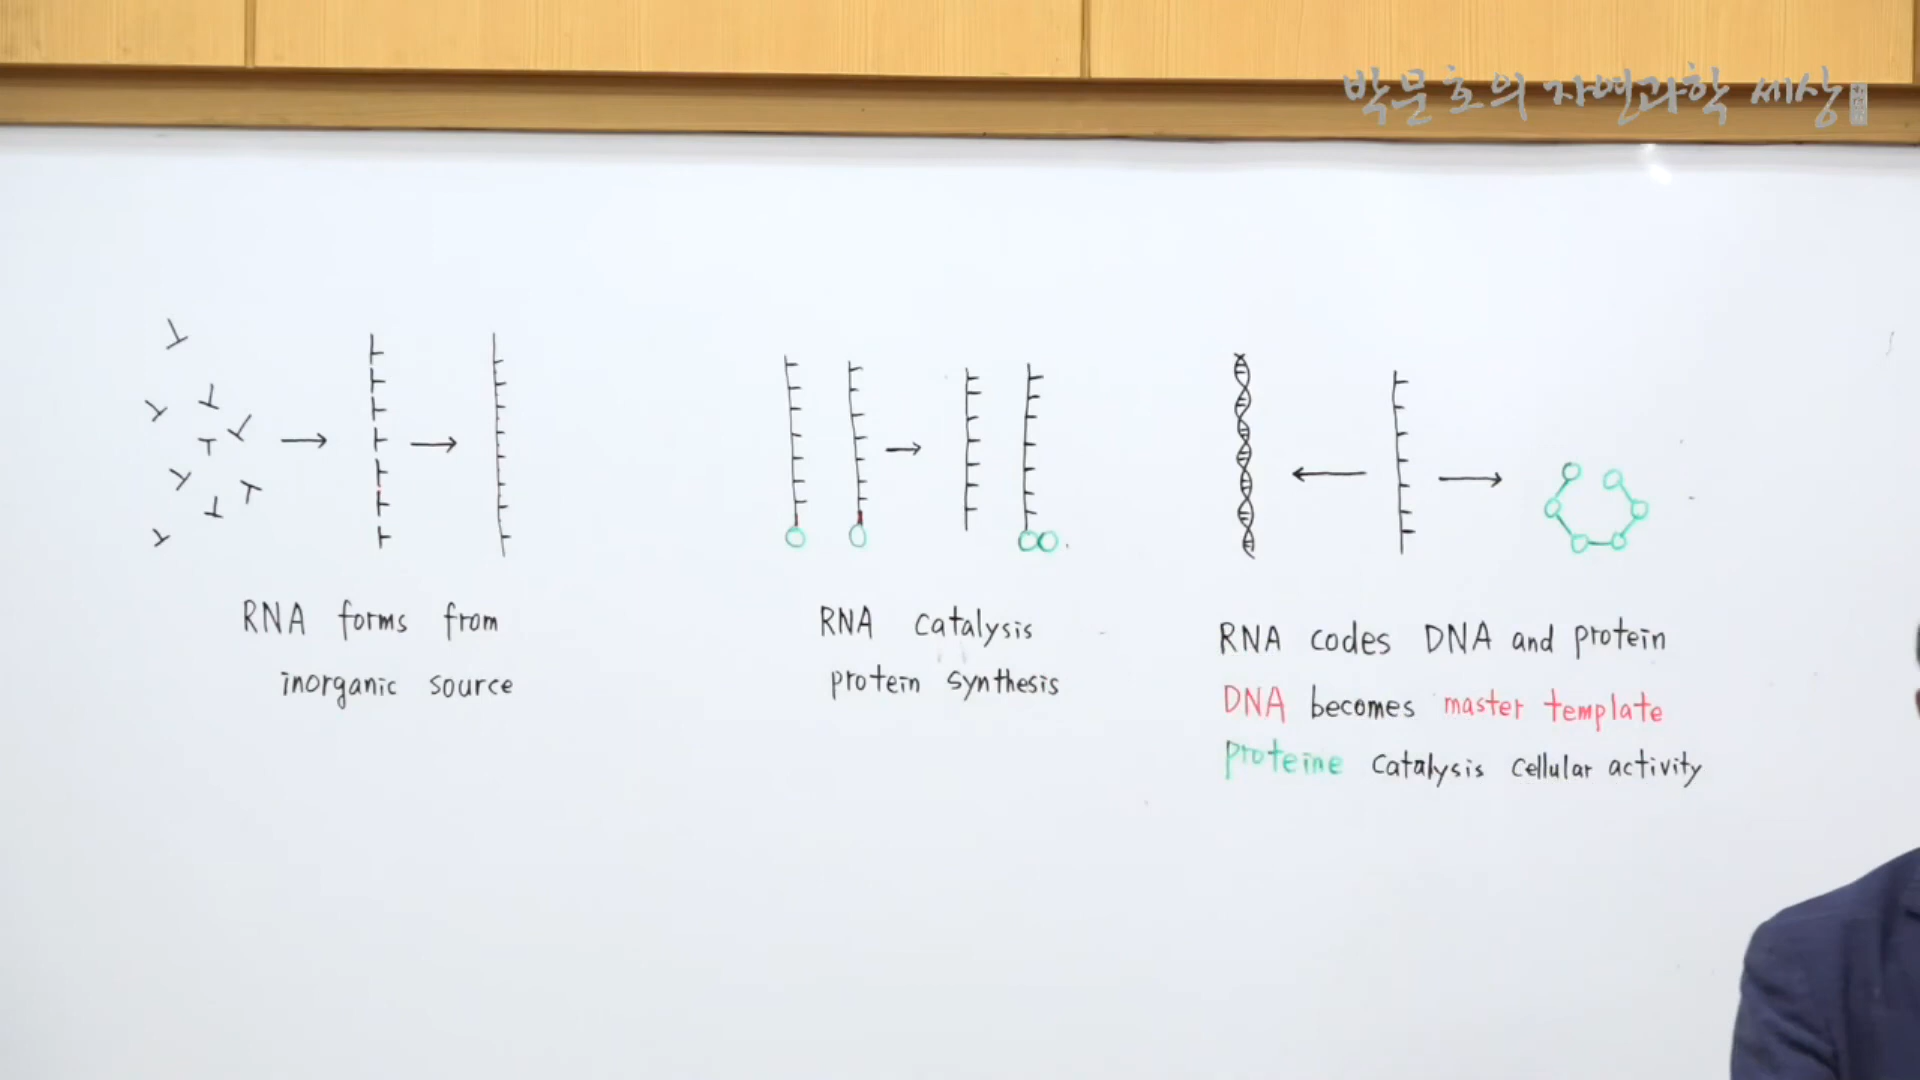 박문호의 자연과학 세상
RNA forms from
inorganic source
RNA catalysis
protein synthesis
RNA codes DNA and protein
DNA becomes master template
proteine catalysis cellular activity